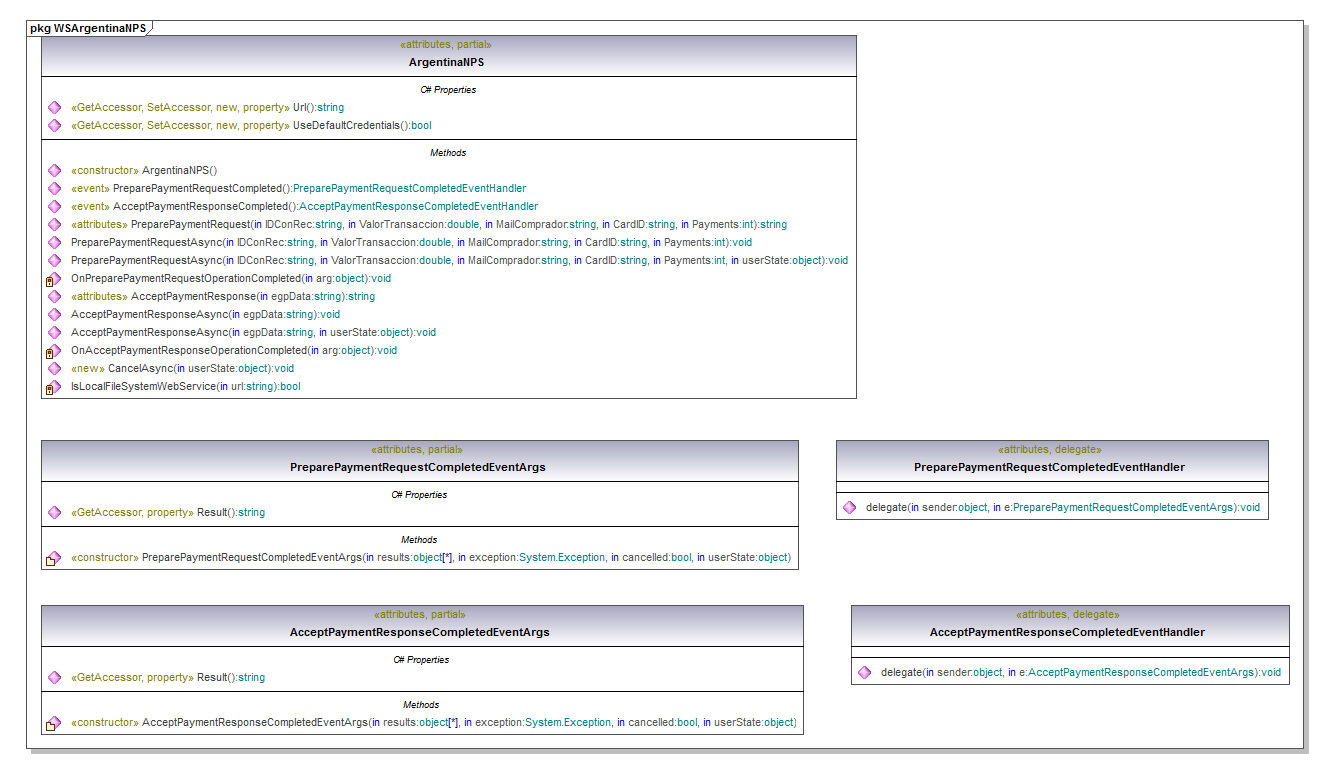 pkg WSArgentinaNPS
«attributes, partial»
ArgentinaNPS
C# Properties
«GetAccessor, SetAccessor, new, property» Url():string
«GetAccessor, SetAccessor, new, property» UseDefaultCredentials():bool
Methods
«constructor» ArgentinaNPS()
«event» PreparePaymentRequestCompleted():PreparePaymentRequestCompletedEventHandler
«event» AcceptPaymentResponseCompleted():AcceptPaymentResponseCompletedEventHandler
«attributes» PreparePaymentRequest(in IDConRec:string, in ValorTransaccion:double, in MailComprador:string, in CardID:string, in Payments:int):string
PreparePaymentRequestAsync(in IDConRec:string, in ValorTransaccion:double, in MailComprador:string, in CardID:string, in Payments:int):void
PreparePaymentRequestAsync(in IDConRec:string, in ValorTransaccion:double, in MailComprador:string, in CardID:string, in Payments:int, in userState:object):void
OnPreparePaymentRequestOperationCompleted(in arg:object):void
«attributes» AcceptPaymentResponse(in egpData:string):string
AcceptPaymentResponseAsync(in egpData:string):void
AcceptPaymentResponseAsync(in egpData:string, in userState:object):void
OnAcceptPaymentResponseOperationCompleted(in arg:object):void
«new» CancelAsync(in userState:object):void
IsLocalFileSystemWebService(in url:string):bool
«attributes, partial»
PreparePaymentRequestCompletedEventArgs
C# Properties
«GetAccessor, property» Result():string
Methods
«constructor» PreparePaymentRequestCompletedEventArgs(in results:object[*], in exception:System.Exception, in cancelled:bool, in userState:object)
«attributes, delegate»
PreparePaymentRequestCompletedEventHandler
delegate(in sender:object, in e:PreparePaymentRequestCompletedEventArgs):void
«attributes, partial»
AcceptPaymentResponseCompletedEventArgs
C# Properties
«GetAccessor, property» Result():string
Methods
«constructor» AcceptPaymentResponseCompletedEventArgs(in results:object[*], in exception:System.Exception, in cancelled:bool, in userState:object)
«attributes, delegate»
AcceptPaymentResponseCompletedEventHandler
delegate(in sender:object, in e:AcceptPaymentResponseCompletedEventArgs):void